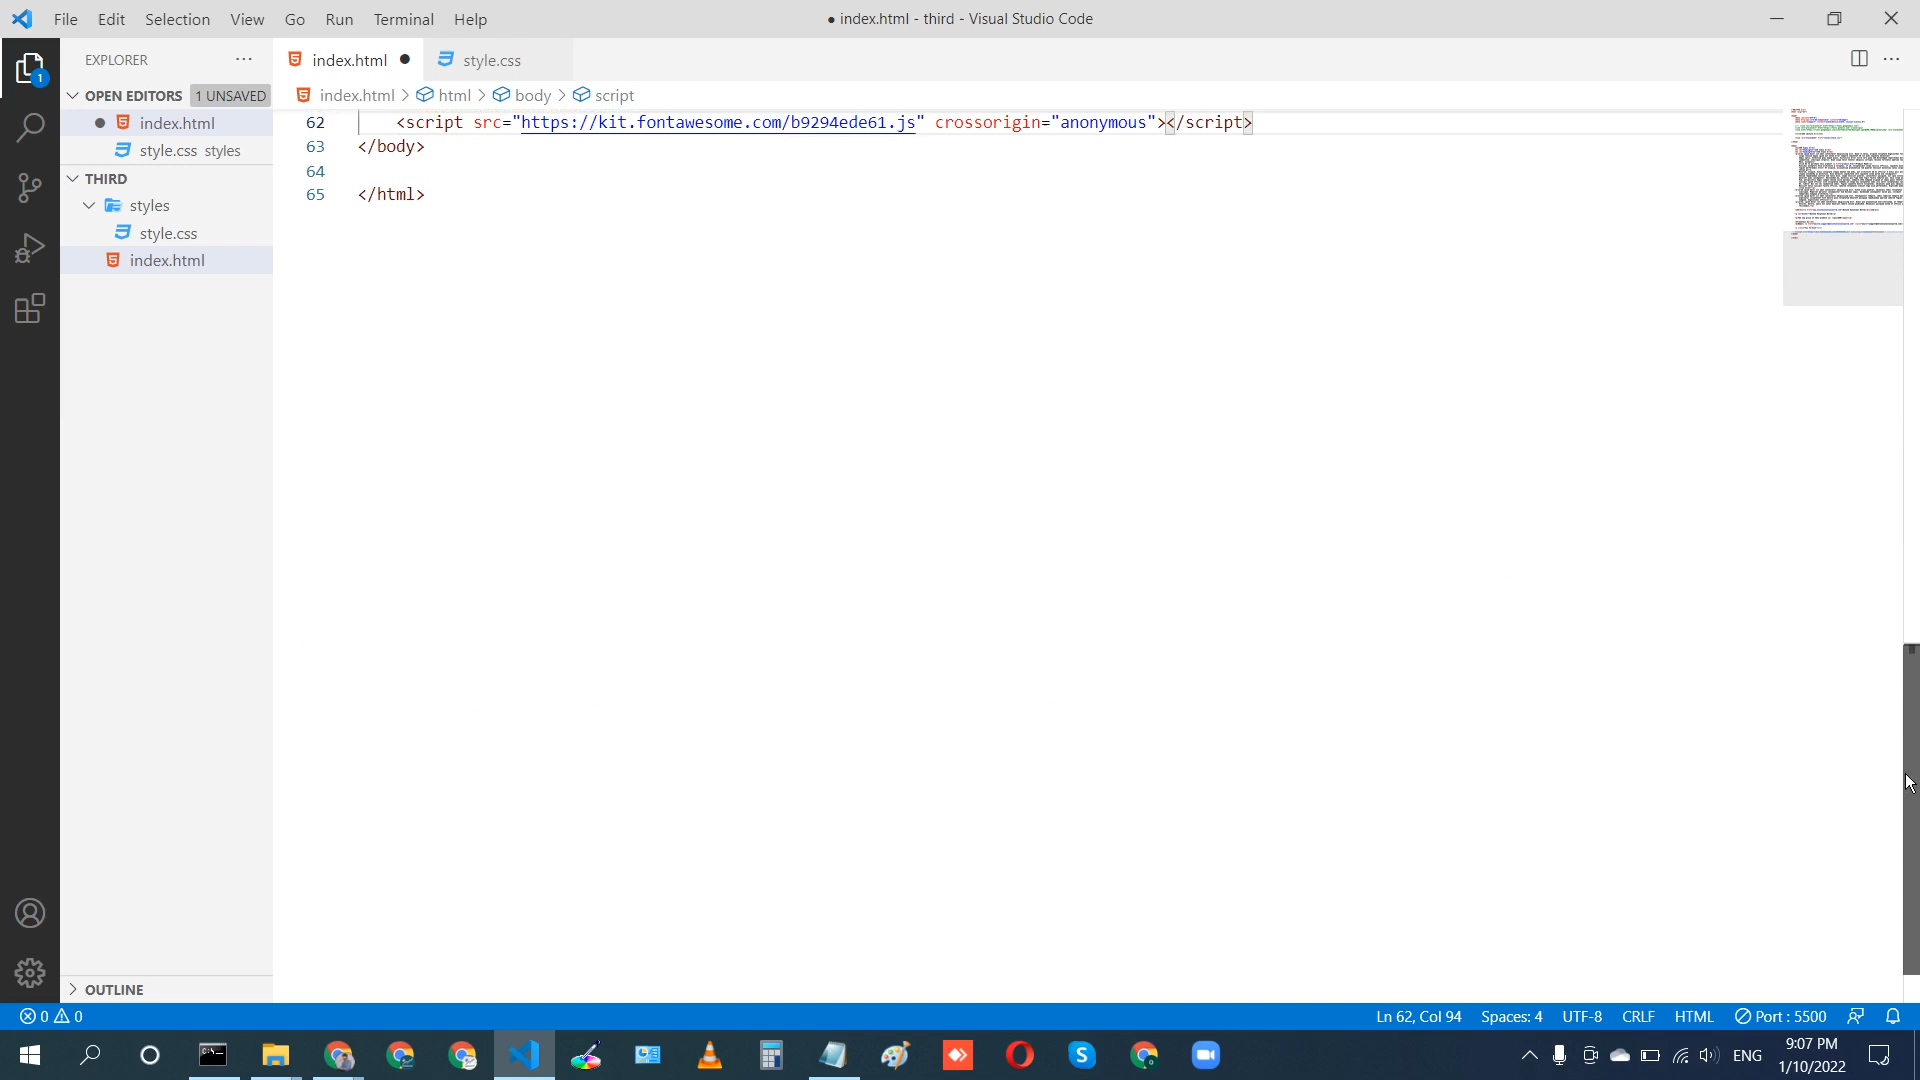 File Edit Selection View Go Run Terminal Help
● index.html - third - Visual Studio Code
EXPLORER
index.html
style.css
OPEN EDITORS 1 UNSAVED
index.html > html > body > script
index.html
style.css styles
THIRD
styles
style.css
index.html
62 <script src="https://kit.fontawesome.com/b9294ede61.js" crossorigin="anonymous"></script>
63 </body>
64
65 </html>
1
OUTLINE
0 0
Ln 62, Col 94 Spaces: 4 UTF-8 CRLF HTML Port : 5500
ENG
9:07 PM
1/10/2022